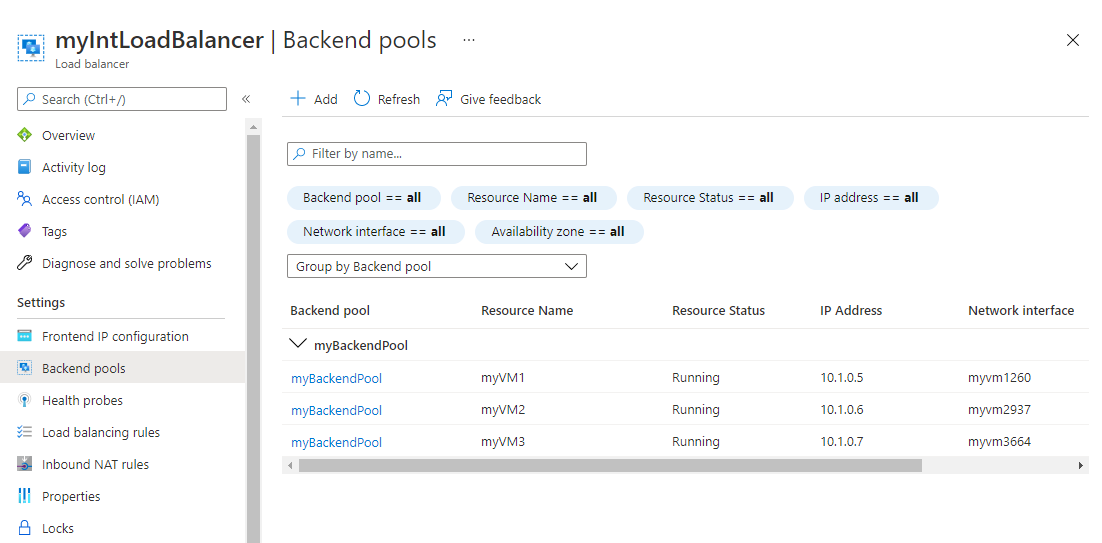 myIntLoadBalancer | Backend pools ...
Load balancer
Search (Ctrl+/) «
Overview
Activity log
Access control (IAM)
Tags
Diagnose and solve problems
Settings
Frontend IP configuration
Backend pools
Health probes
Load balancing rules
Inbound NAT rules
Properties
Locks
Add Refresh Give feedback
Filter by name...
Backend pool == all Resource Name == all Resource Status == all IP address == all
Network interface == all Availability zone == all
Group by Backend pool
Backend pool Resource Name Resource Status IP Address Network interface
myBackendPool
myBackendPool myVM1 Running 10.1.0.5 myvm1260
myBackendPool myVM2 Running 10.1.0.6 myvm2937
myBackendPool myVM3 Running 10.1.0.7 myvm3664